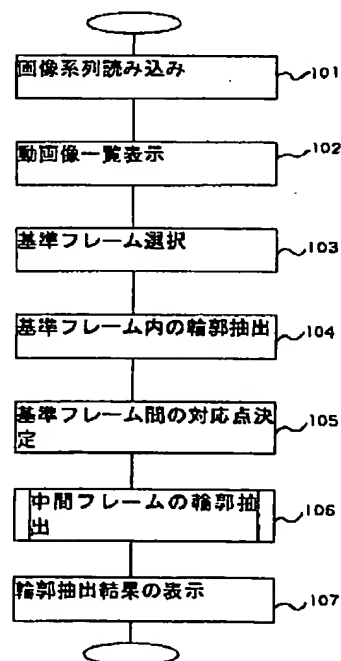 画像系列読み込み
101
動画像一覧表示
102
基準フレーム選択
103
基準フレーム内の輪郭抽出
104
基準フレーム間の対応点決
定
105
中間フレームの輪郭抽
出
106
輪郭抽出結果の表示
107